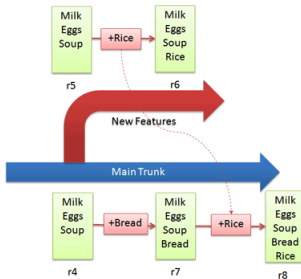 Milk
Eggs
Soup
+Rice
Milk
Eggs
Soup
Rice
r5
r6
New Features
Main Trunk
Milk
Eggs
Soup
+Bread
Milk
Eggs
Soup
Bread
+Rice
Milk
Eggs
Soup
Bread
Rice
r4
r7
r8